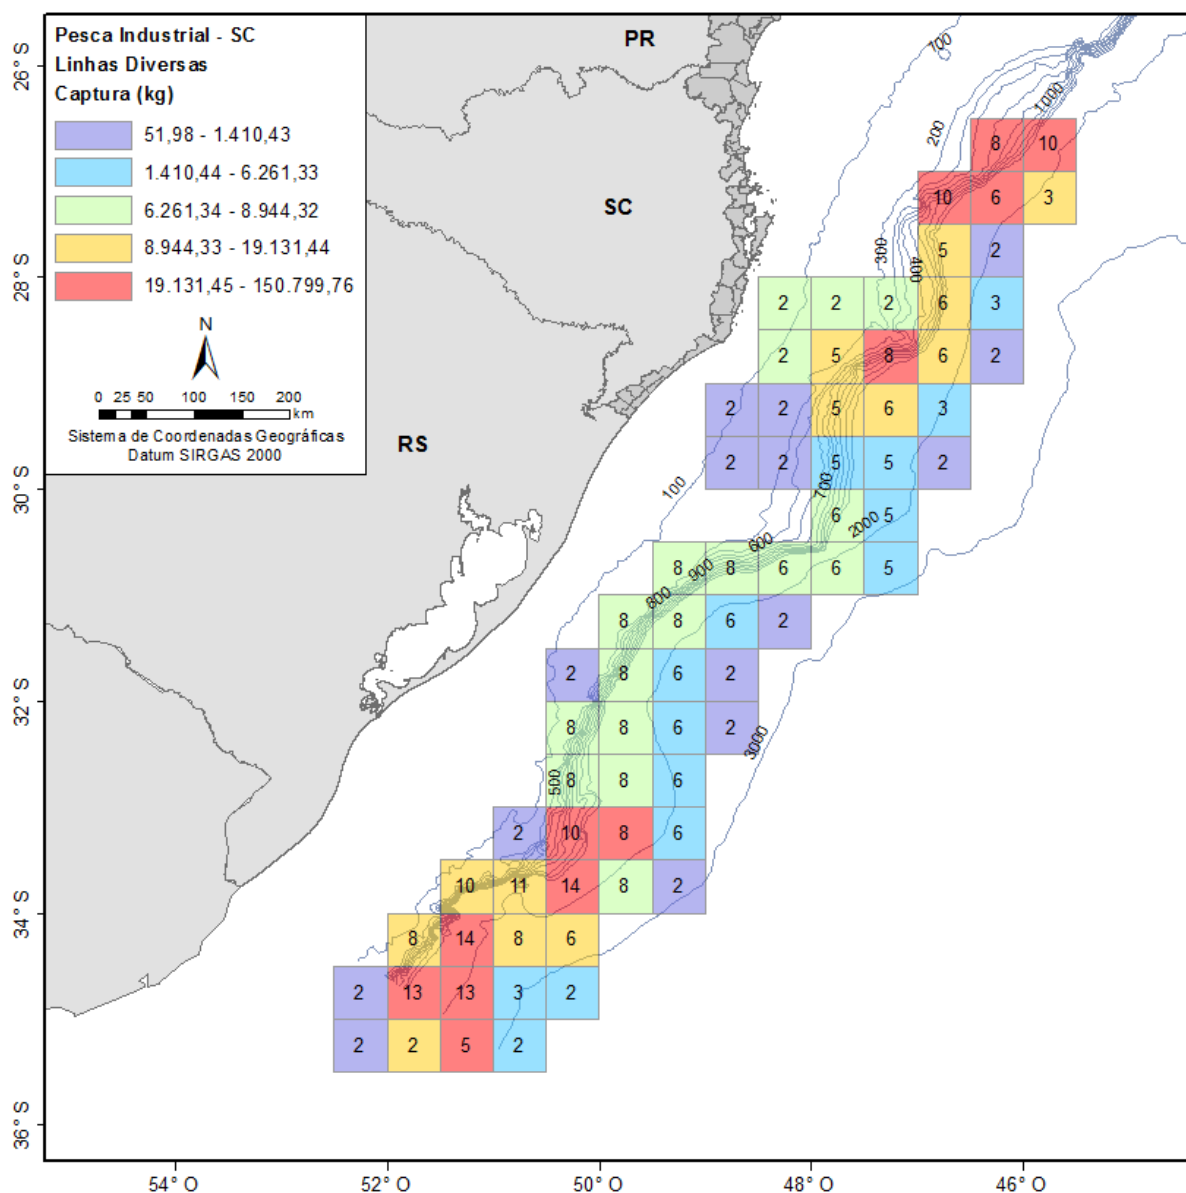 Pesca Industrial - SC
Linhas Diversas
Captura (kg)
51,98 - 1.410,43
1.410,44 - 6.261,33
6.261,34 - 8.944,32
8.944,33 - 19.131,44
19.131,45 - 150.799,76
N
0 25 50 100 150 200
km
Sistema de Coordenadas Geográficas
Datum SIRGAS 2000
PR
SC
RS
700
1000
200
300
400
100
700
2000
600
900
800
500
3000
8 10
10 6 3
5 2
2 2 2 6 3
2 5 8 6 2
2 2 5 6 3
2 2 5 5 2
6 5
8 8 6 6 5
8 8 6 2
2 8 6 2
8 8 6 2
8 8 6
2 10 8 6
10 11 14 8 2
8 14 8 6
2 13 13 3 2
2 2 5 2
26° S
28° S
30° S
32° S
34° S
36° S
54° O 52° O 50° O 48° O 46° O